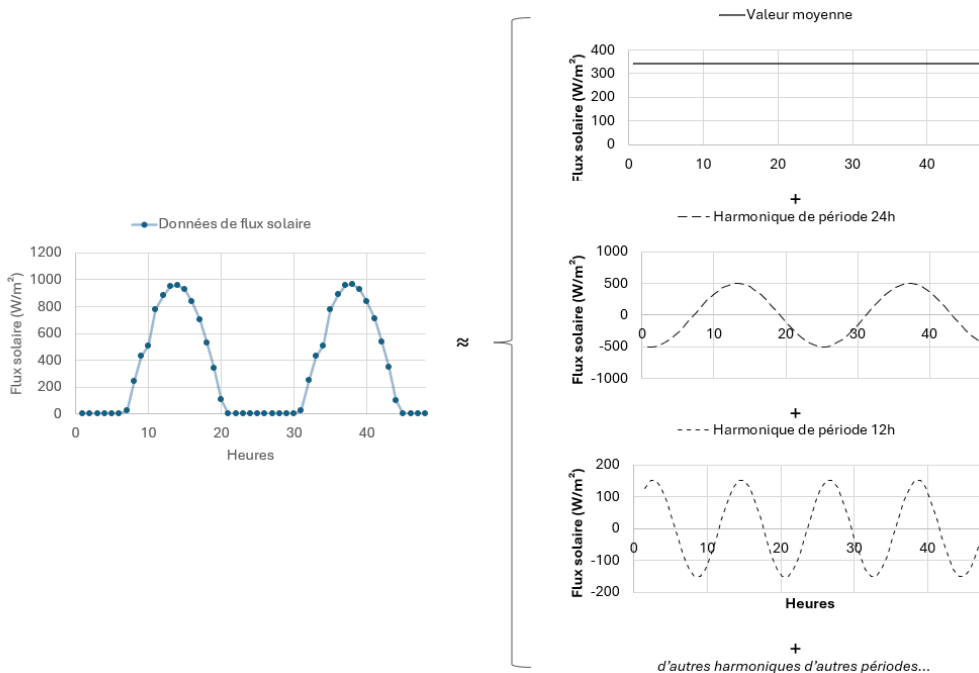 Données de flux solaire
Flux solaire (W/m²)
1200
1000
800
600
400
200
0
0 10 20 30 40
Heures
≈
Valeur moyenne
Flux solaire (W/m²)
400
300
200
100
0
0 10 20 30 40
+
Harmonique de période 24h
Flux solaire (W/m²)
1000
500
0
-500
-1000
0 10 20 30 40
+
Harmonique de période 12h
Flux solaire (W/m²)
200
100
0
-100
-200
0 10 20 30 40
Heures
+
d'autres harmoniques d'autres périodes...